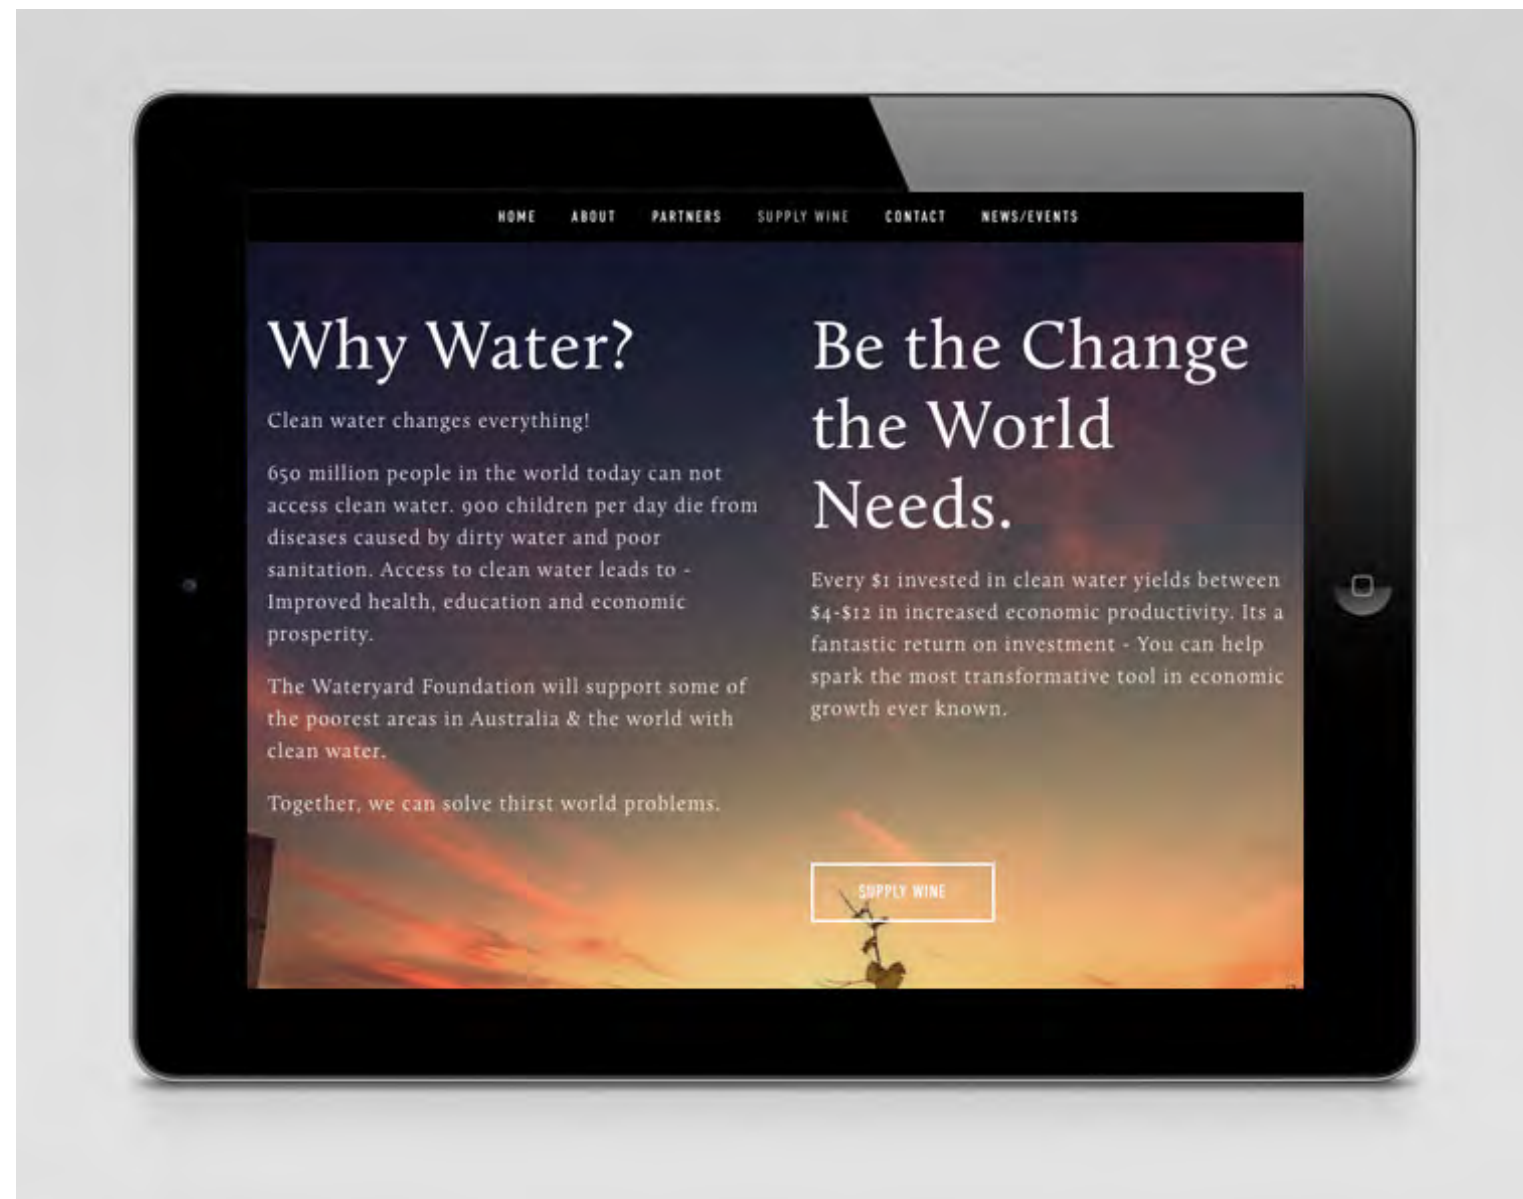 HOME ABOUT PARTNERS SUPPLY WINE CONTACT NEWS/EVENTS
Why Water?
Clean water changes everything!
650 million people in the world today can not
access clean water. 900 children per day die from
diseases caused by dirty water and poor
sanitation. Access to clean water leads to -
Improved health, education and economic
prosperity.
The Wateryard Foundation will support some of
the poorest areas in Australia & the world with
clean water.
Together, we can solve thirst world problems.
Be the Change
the World
Needs.
Every $1 invested in clean water yields between
$4-$12 in increased economic productivity. Its a
fantastic return on investment - You can help
spark the most transformative tool in economic
growth ever known.
SUPPLY WINE